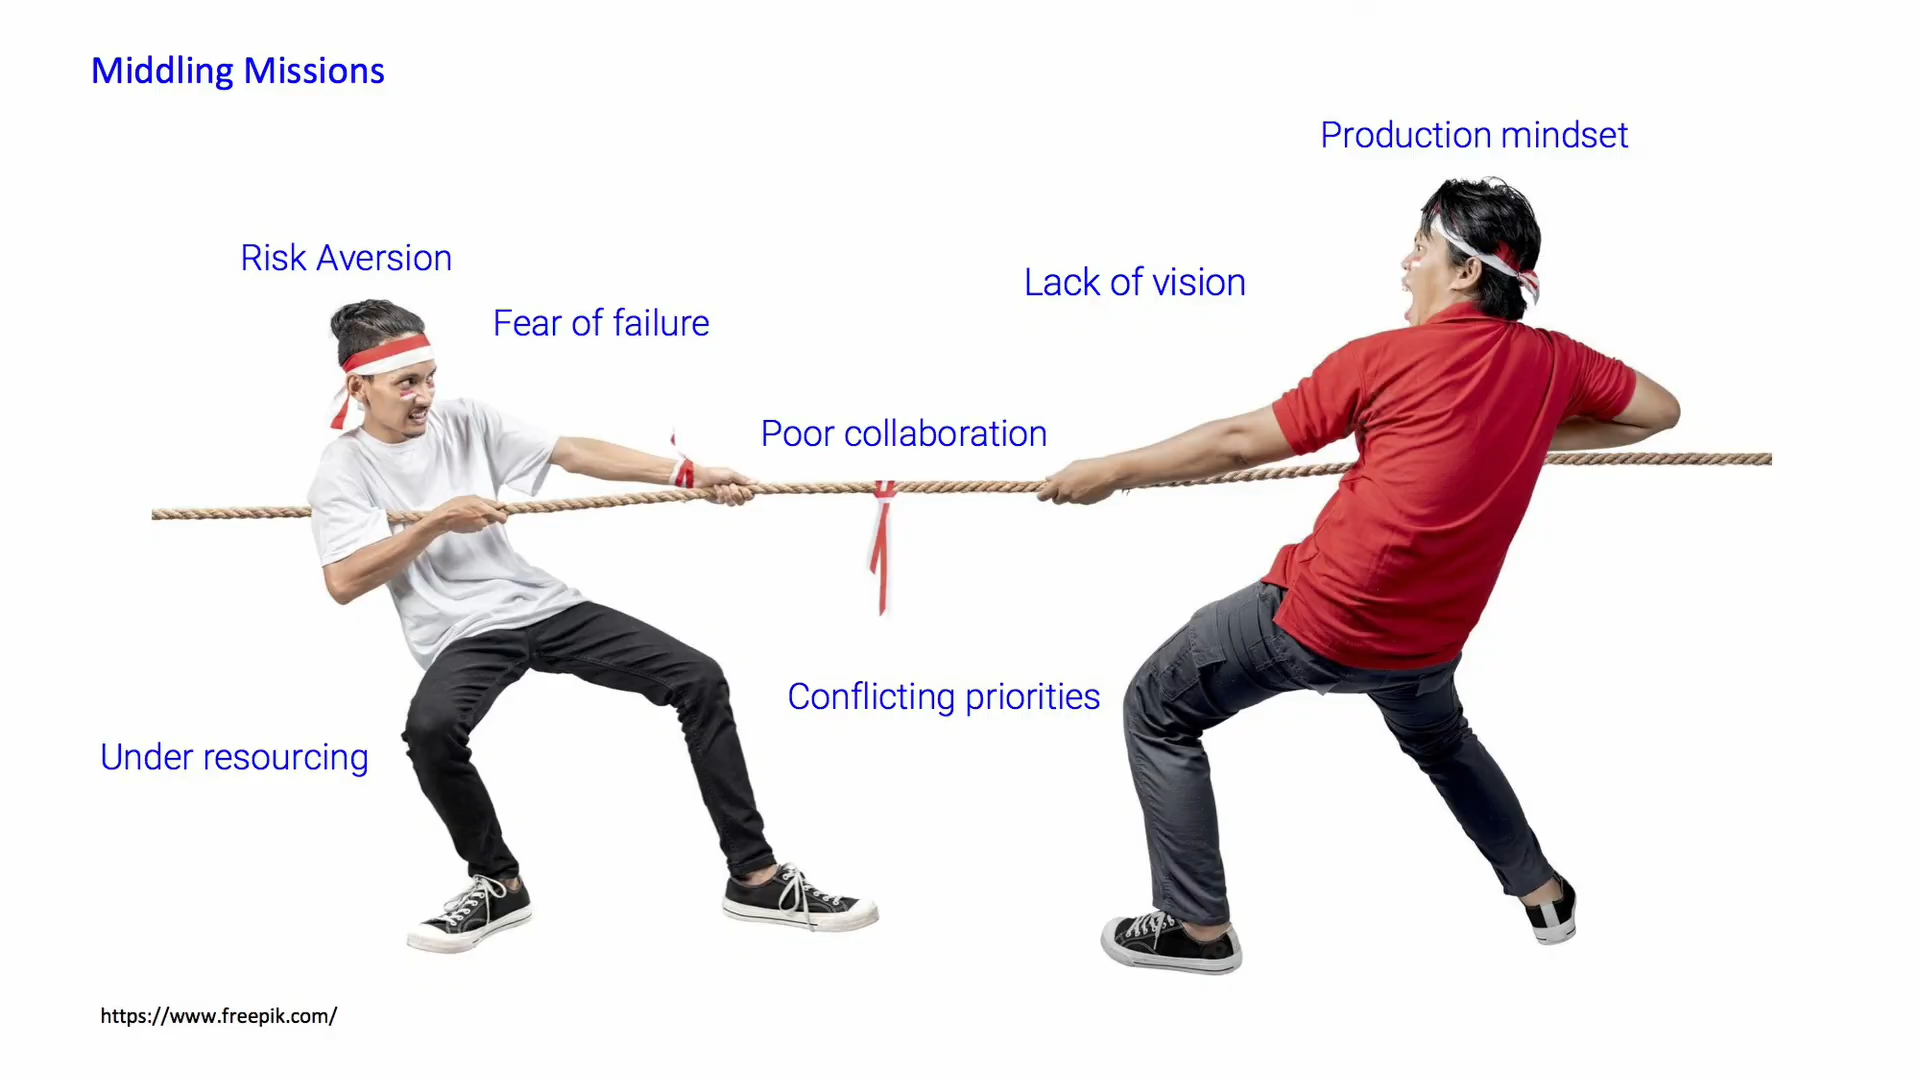 Middling Missions
Production mindset
Risk Aversion
Lack of vision
Fear of failure
Poor collaboration
Conflicting priorities
Under resourcing
https://www.freepik.com/